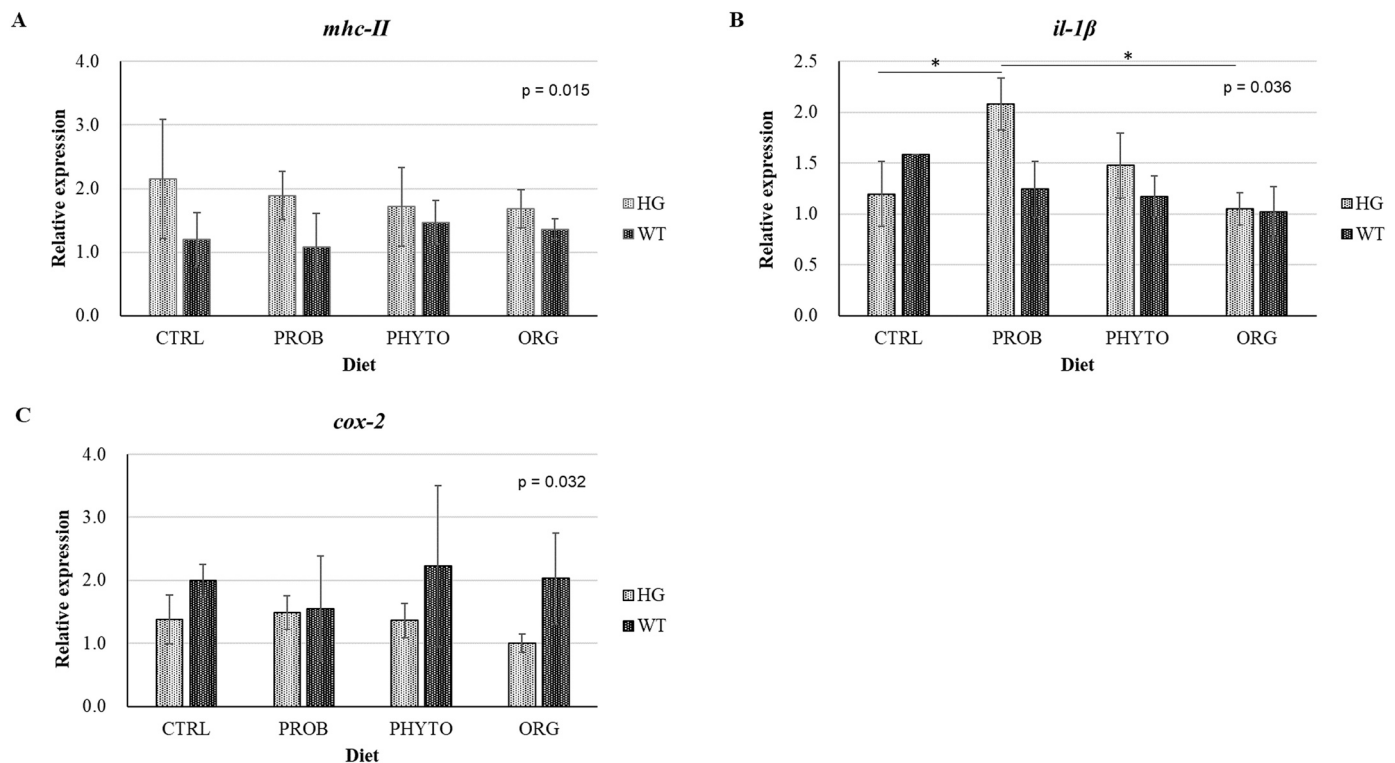 A
mhc-II
4.0
3.0
2.0
1.0
0.0
Relative expression
p = 0.015
HG
WT
CTRL PROB PHYTO ORG
Diet
B
il-1β
2.5
2.0
1.5
1.0
0.5
0.0
Relative expression
* *
p = 0.036
HG
WT
CTRL PROB PHYTO ORG
Diet
C
cox-2
4.0
3.0
2.0
1.0
0.0
Relative expression
p = 0.032
HG
WT
CTRL PROB PHYTO ORG
Diet